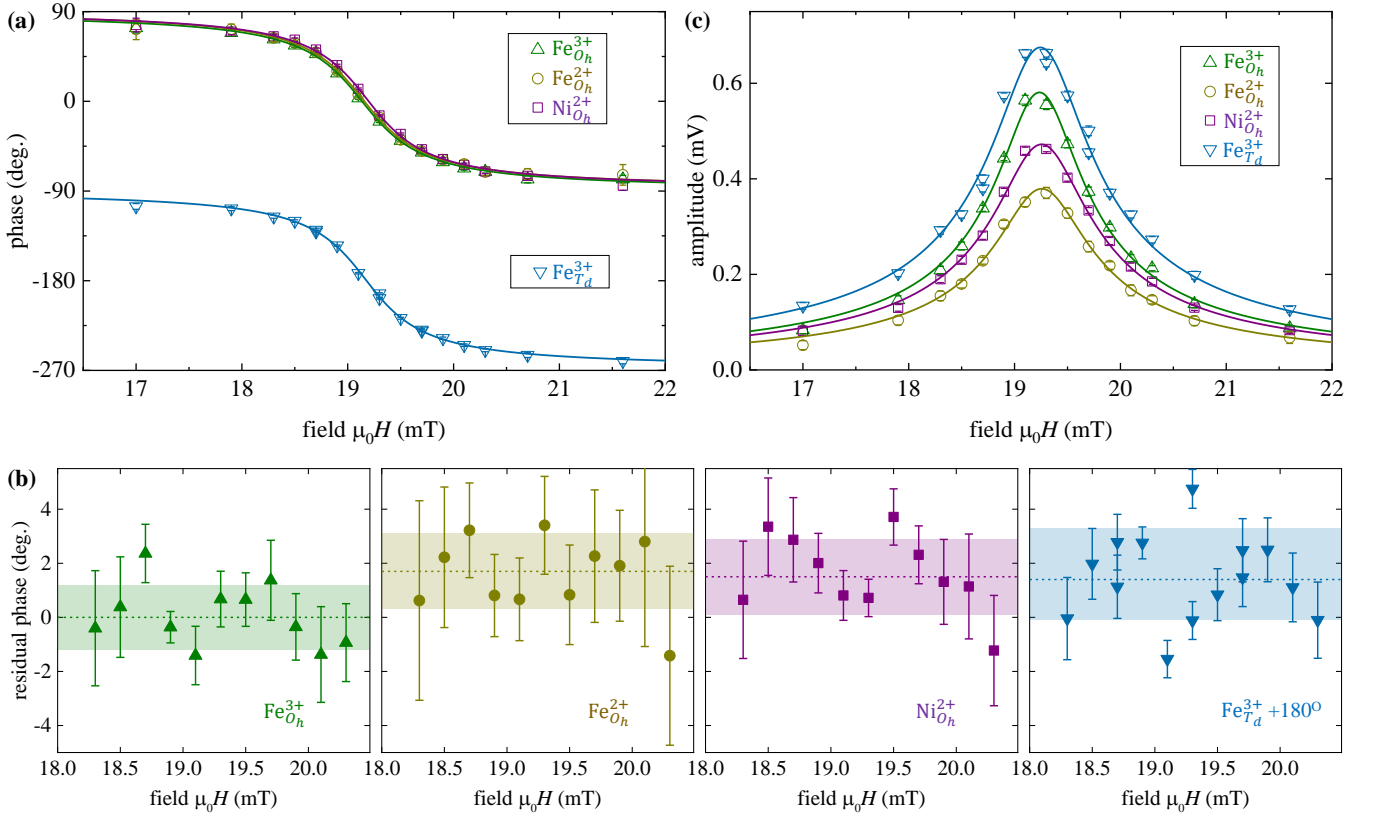 (a)
90
0
-90
-180
-270
phase (deg.)
Fe³⁺Oₕ
Fe²⁺Oₕ
Ni²⁺Oₕ
Fe³⁺T_d
17 18 19 20 21 22
field μ₀H (mT)
(c)
0.6
0.4
0.2
0.0
amplitude (mV)
Fe³⁺Oₕ
Fe²⁺Oₕ
Ni²⁺Oₕ
Fe³⁺T_d
17 18 19 20 21 22
field μ₀H (mT)
(b)
4
2
0
-2
-4
residual phase (deg.)
Fe³⁺Oₕ
18.0 18.5 19.0 19.5 20.0
field μ₀H (mT)
Fe²⁺Oₕ
18.0 18.5 19.0 19.5 20.0
field μ₀H (mT)
Ni²⁺Oₕ
18.0 18.5 19.0 19.5 20.0
field μ₀H (mT)
Fe³⁺T_d +180ᴼ
18.0 18.5 19.0 19.5 20.0
field μ₀H (mT)